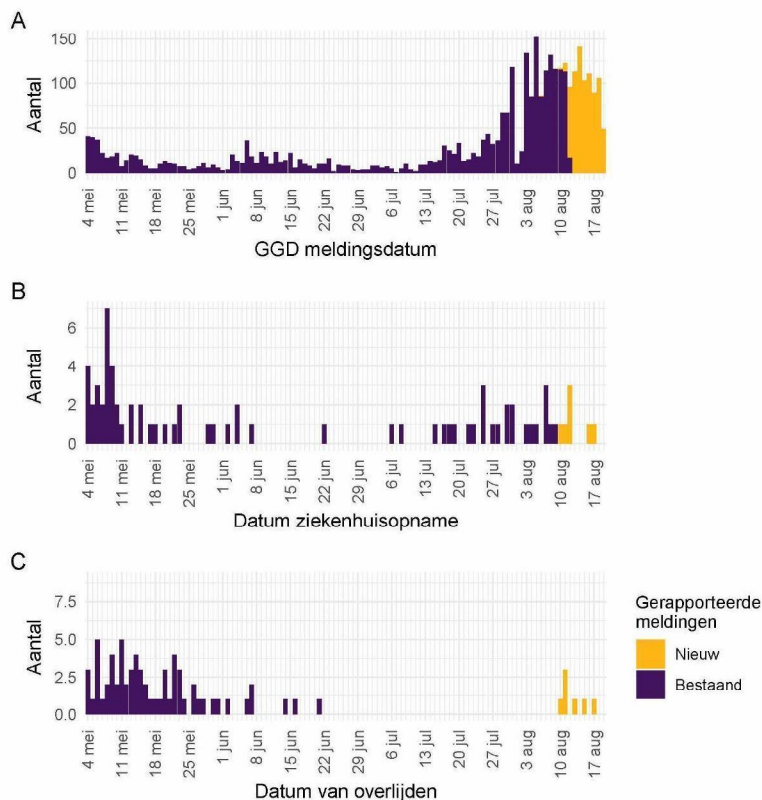 A
Aantal
150
100
50
0
4 mei
11 mei
18 mei
25 mei
1 jun
8 jun
15 jun
22 jun
29 jun
6 jul
13 jul
20 jul
27 jul
3 aug
10 aug
17 aug
GGD meldingsdatum
B
Aantal
6
4
2
0
4 mei
11 mei
18 mei
25 mei
1 jun
8 jun
15 jun
22 jun
29 jun
6 jul
13 jul
20 jul
27 jul
3 aug
10 aug
17 aug
Datum ziekenhuisopname
C
Aantal
7.5
5.0
2.5
0.0
4 mei
11 mei
18 mei
25 mei
1 jun
8 jun
15 jun
22 jun
29 jun
6 jul
13 jul
20 jul
27 jul
3 aug
10 aug
17 aug
Datum van overlijden
Gerapporteerde
meldingen
Nieuw
Bestaand